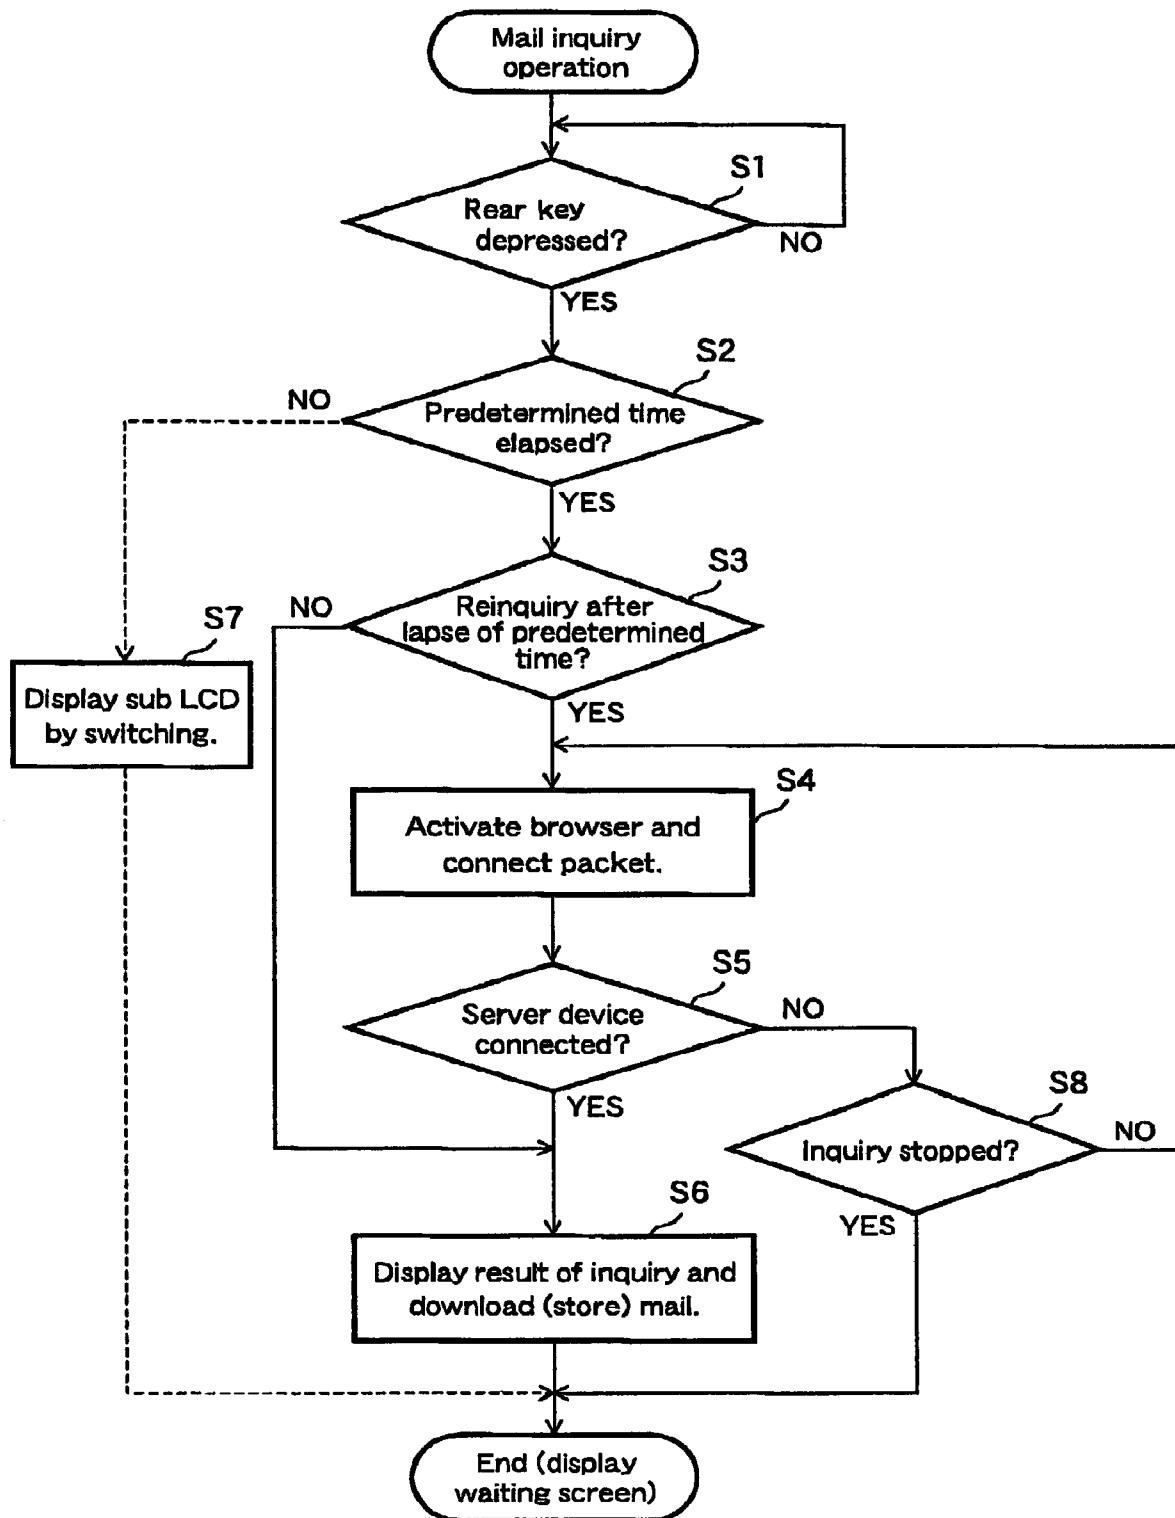 Mail inquiry
operation
S1
Rear key
depressed?
NO
YES
S2
NO
Predetermined time
elapsed?
YES
S3
NO
Reinquiry after
lapse of predetermined
time?
YES
S7
Display sub LCD
by switching.
S4
Activate browser and
connect packet.
S5
NO
Server device
connected?
YES
S8
NO
Inquiry stopped?
YES
S6
Display result of inquiry and
download (store) mail.
End (display
waiting screen)